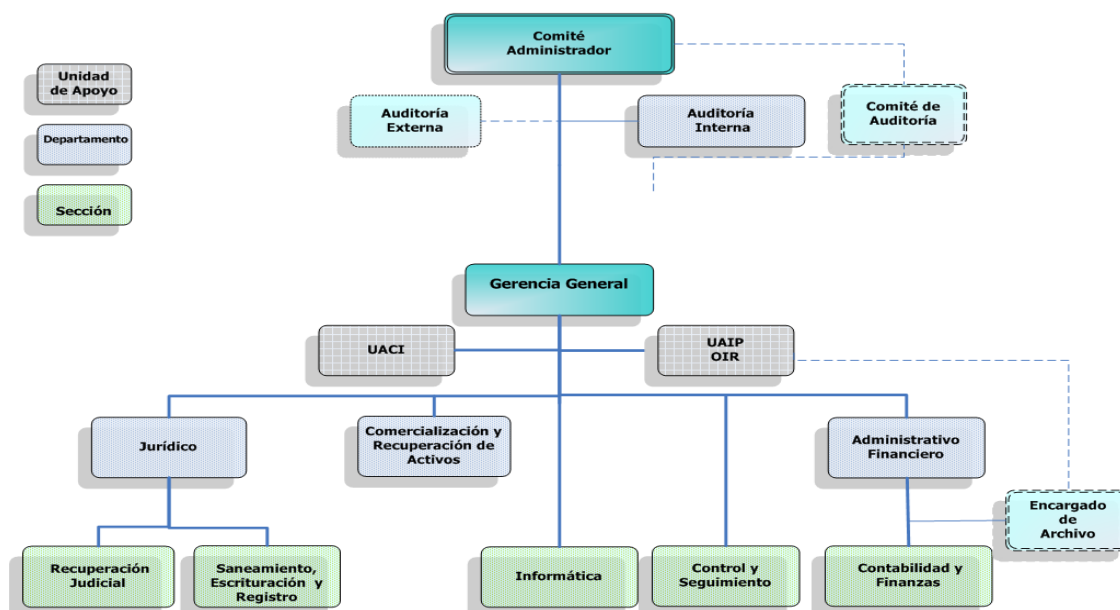 Comité
Administrador
Unidad
de Apoyo
Auditoría
Externa
Auditoría
Interna
Comité de
Auditoría
Departamento
Sección
Gerencia General
UACI
UAIP
OIR
Jurídico
Comercialización y
Recuperación de
Activos
Administrativo
Financiero
Encargado
de
Archivo
Recuperación
Judicial
Saneamiento,
Escrituración y
Registro
Informática
Control y
Seguimiento
Contabilidad y
Finanzas